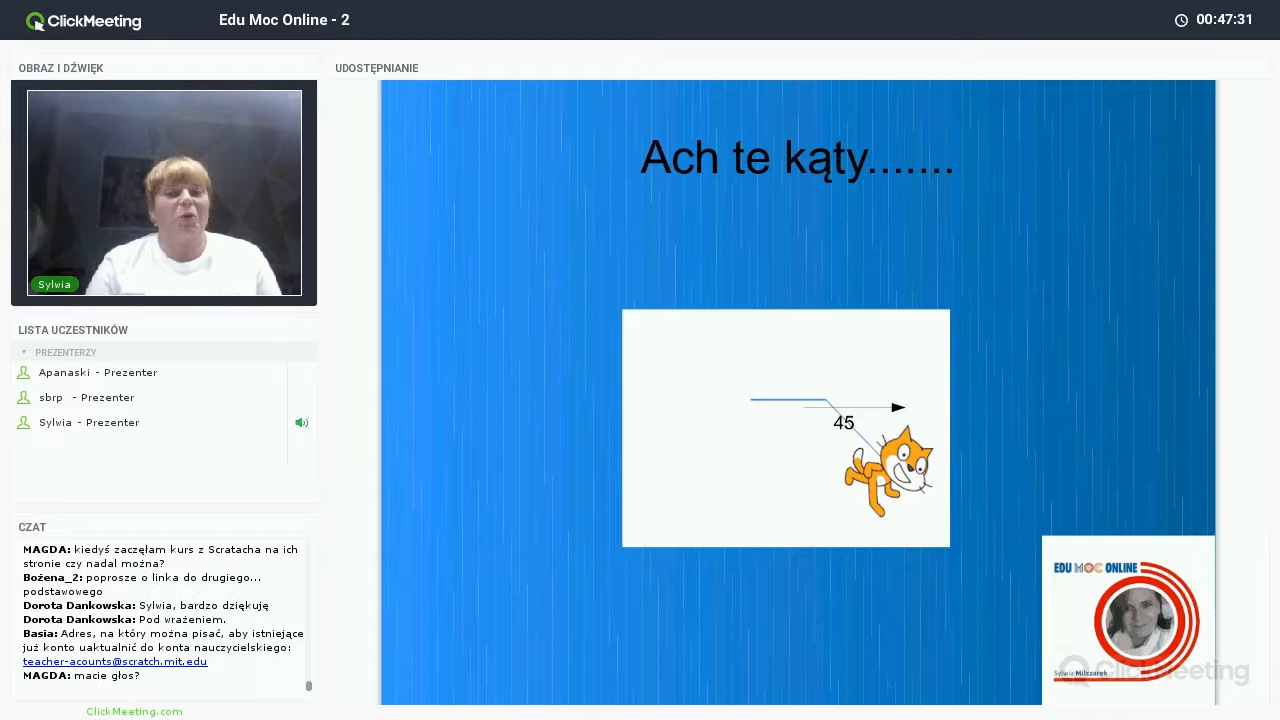 ClickMeeting
Edu Moc Online - 2
00:47:31
OBRAZ I DŹWIĘK
UDOSTĘPNIANIE
Sylwia
LISTA UCZESTNIKÓW
PREZENTERZY
Apanaski - Prezenter
sbrp - Prezenter
Sylwia - Prezenter
CZAT
MAGDA: kiedyś zaczęłam kurs z Scratacha na ich
stronie czy nadal można?
Bożena_2: poprosze o linka do drugiego...
podstawowego
Dorota Dankowska: Sylwia, bardzo dziękuję
Dorota Dankowska: Pod wrażeniem.
Basia: Adres, na który można pisać, aby istniejące
już konto uaktualnić do konta nauczycielskiego:
teacher-acounts@scratch.mit.edu
MAGDA: macie głos?
ClickMeeting.com
Ach te kąty.......
45
EDU MOC ONLINE
Sylwia Milczarek
ClickMeeting